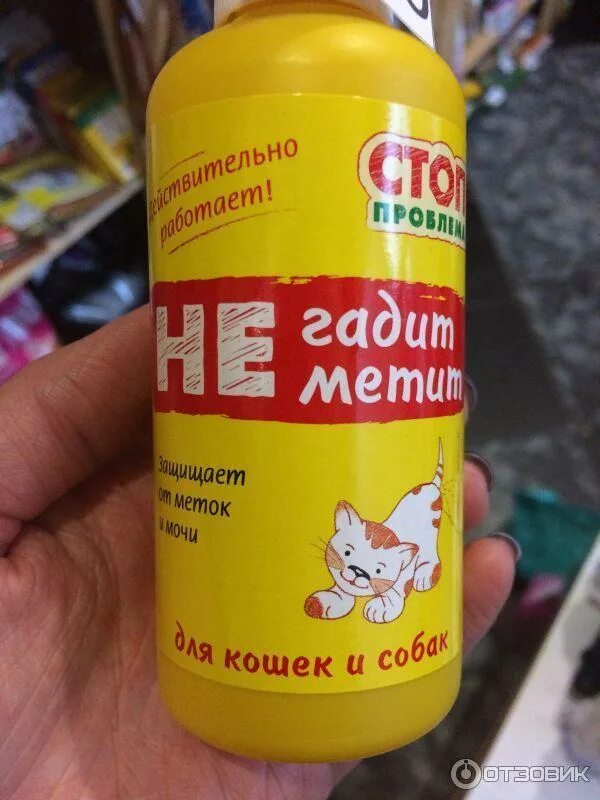 Действительно
работает!
СТОП
ПРОБЛЕМА
НЕ гадит
метит
Защищает
от меток
и мочи
для кошек и собак
ОТЗОВИК